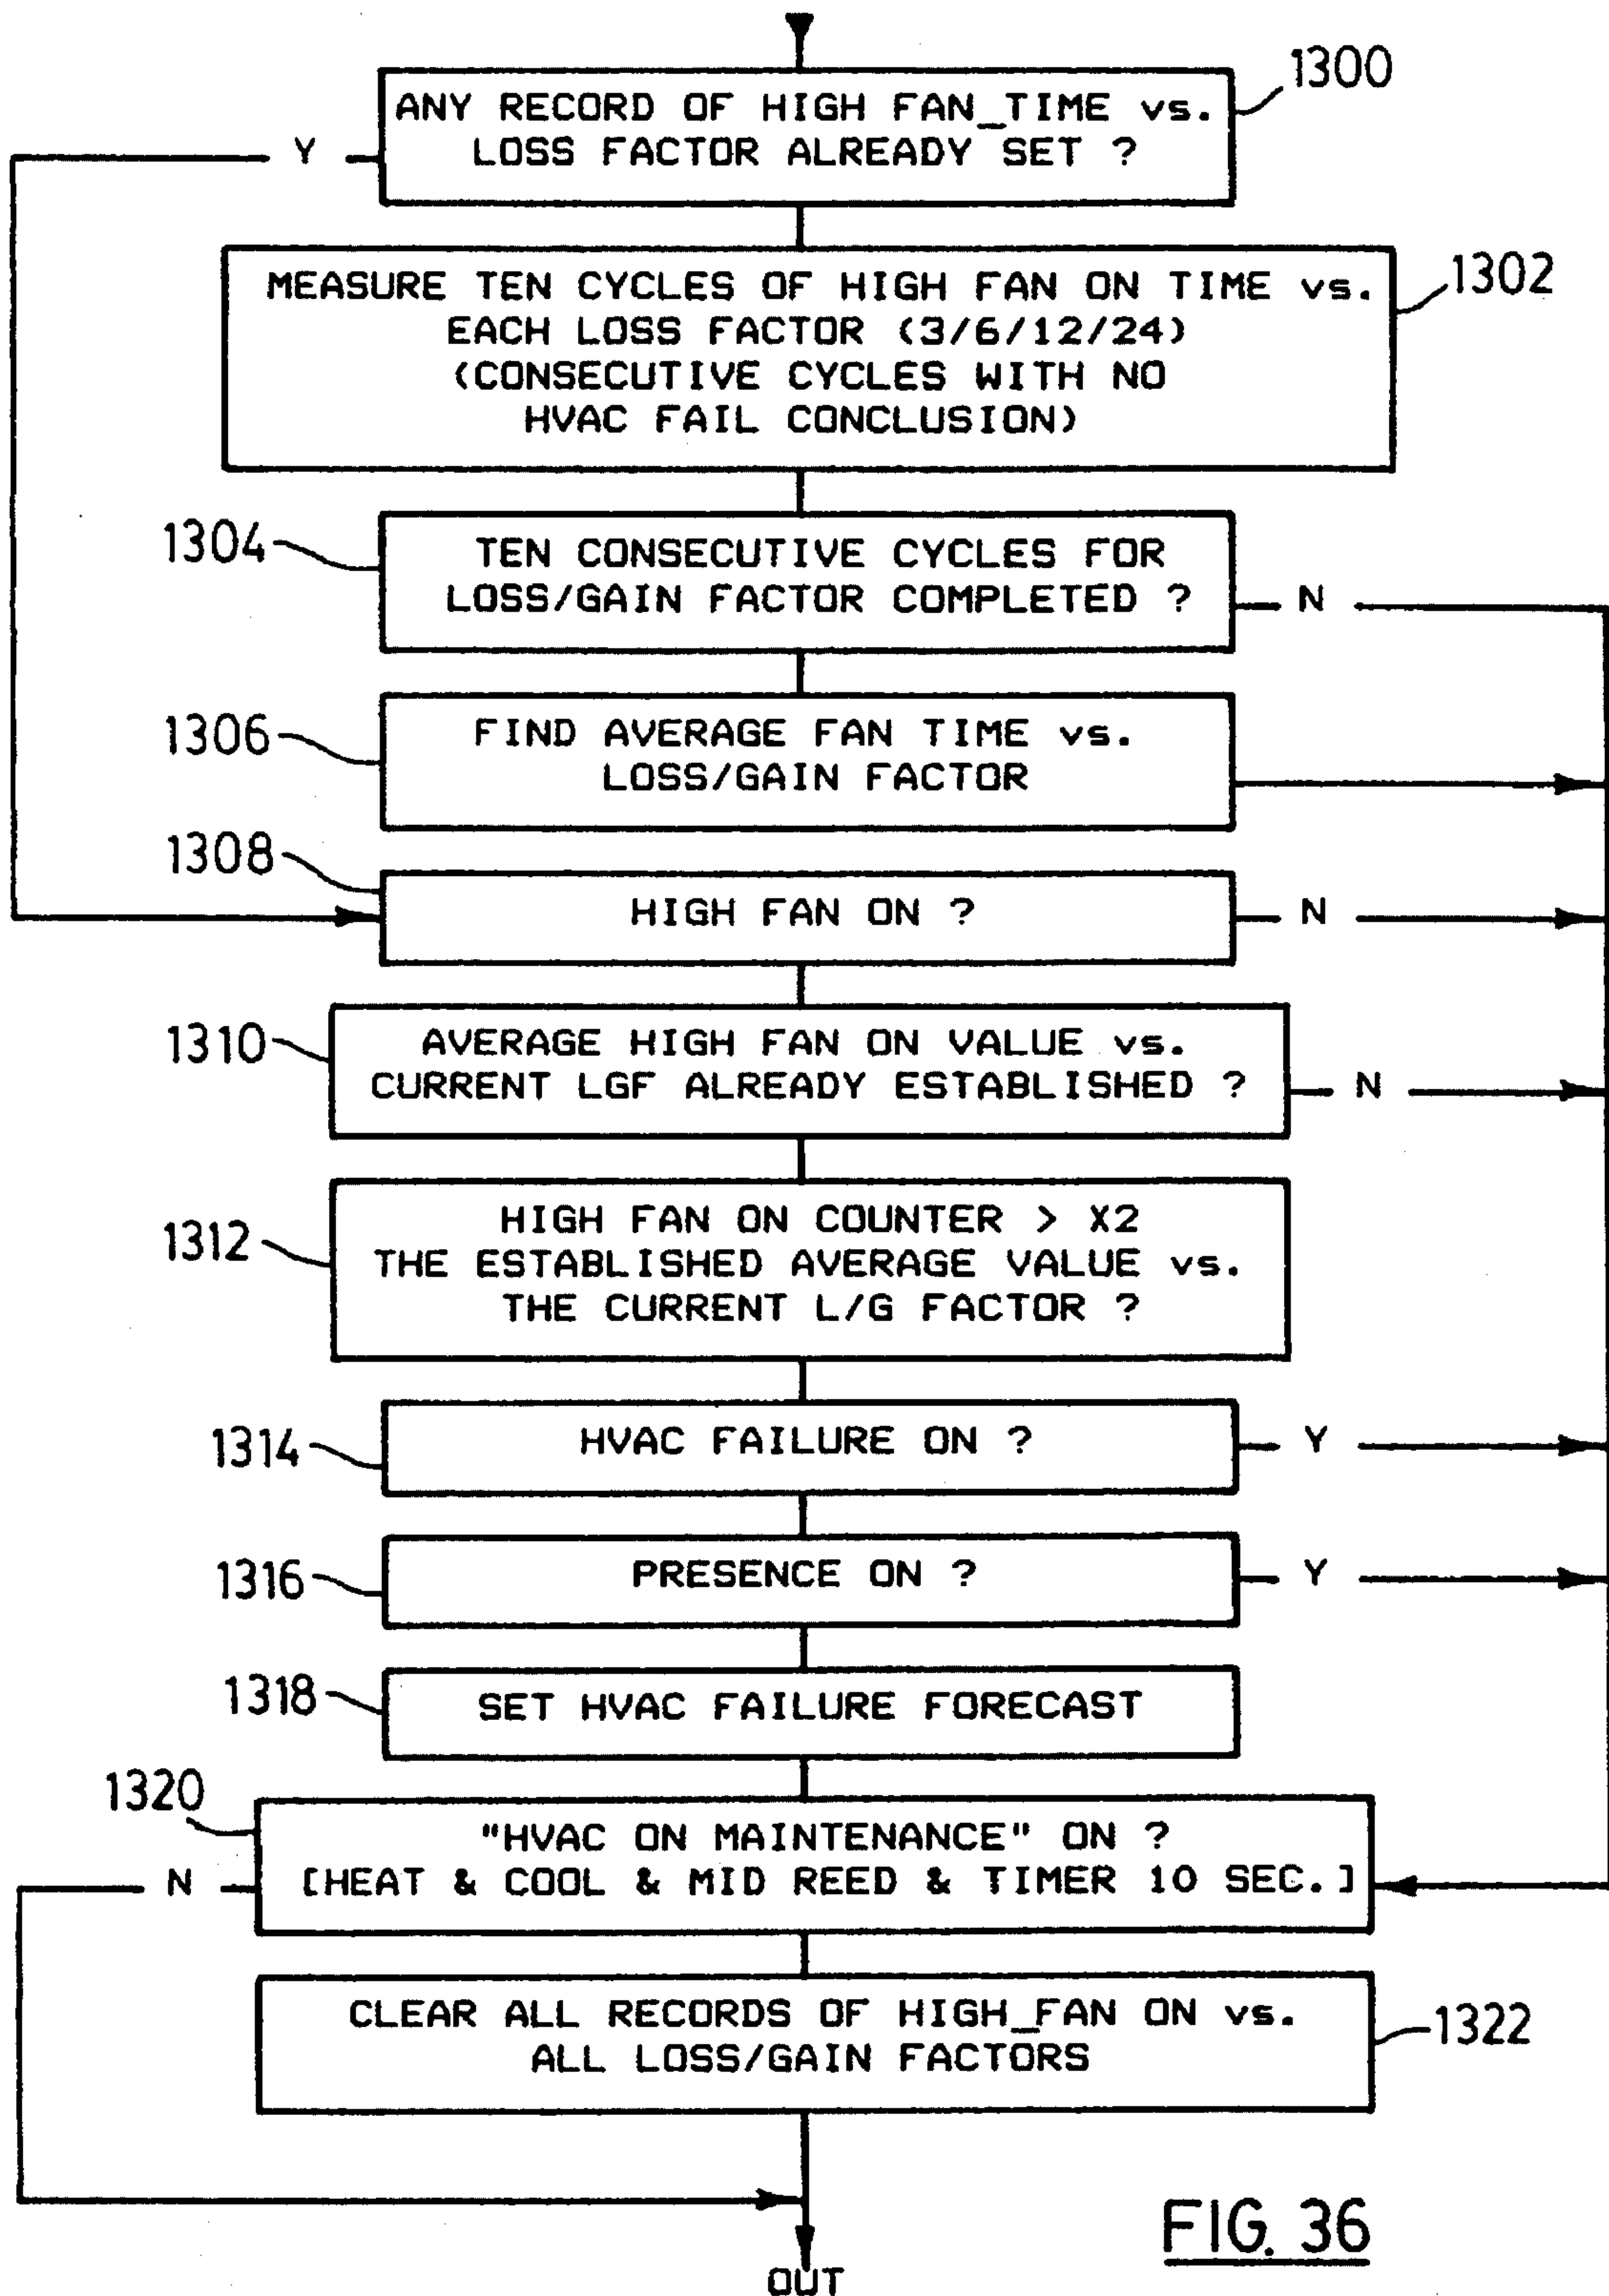 1300
ANY RECORD OF HIGH FAN_TIME vs.
LOSS FACTOR ALREADY SET ?
Y
1302
MEASURE TEN CYCLES OF HIGH FAN ON TIME vs.
EACH LOSS FACTOR (3/6/12/24)
(CONSECUTIVE CYCLES WITH NO
HVAC FAIL CONCLUSION)
1304
TEN CONSECUTIVE CYCLES FOR
LOSS/GAIN FACTOR COMPLETED ?
N
1306
FIND AVERAGE FAN TIME vs.
LOSS/GAIN FACTOR
1308
HIGH FAN ON ?
N
1310
AVERAGE HIGH FAN ON VALUE vs.
CURRENT LGF ALREADY ESTABLISHED ?
N
1312
HIGH FAN ON COUNTER > X2
THE ESTABLISHED AVERAGE VALUE vs.
THE CURRENT L/G FACTOR ?
1314
HVAC FAILURE ON ?
Y
1316
PRESENCE ON ?
Y
1318
SET HVAC FAILURE FORECAST
1320
"HVAC ON MAINTENANCE" ON ?
[HEAT & COOL & MID REED & TIMER 10 SEC.]
N
CLEAR ALL RECORDS OF HIGH_FAN ON vs.
ALL LOSS/GAIN FACTORS
1322
OUT
FIG. 36